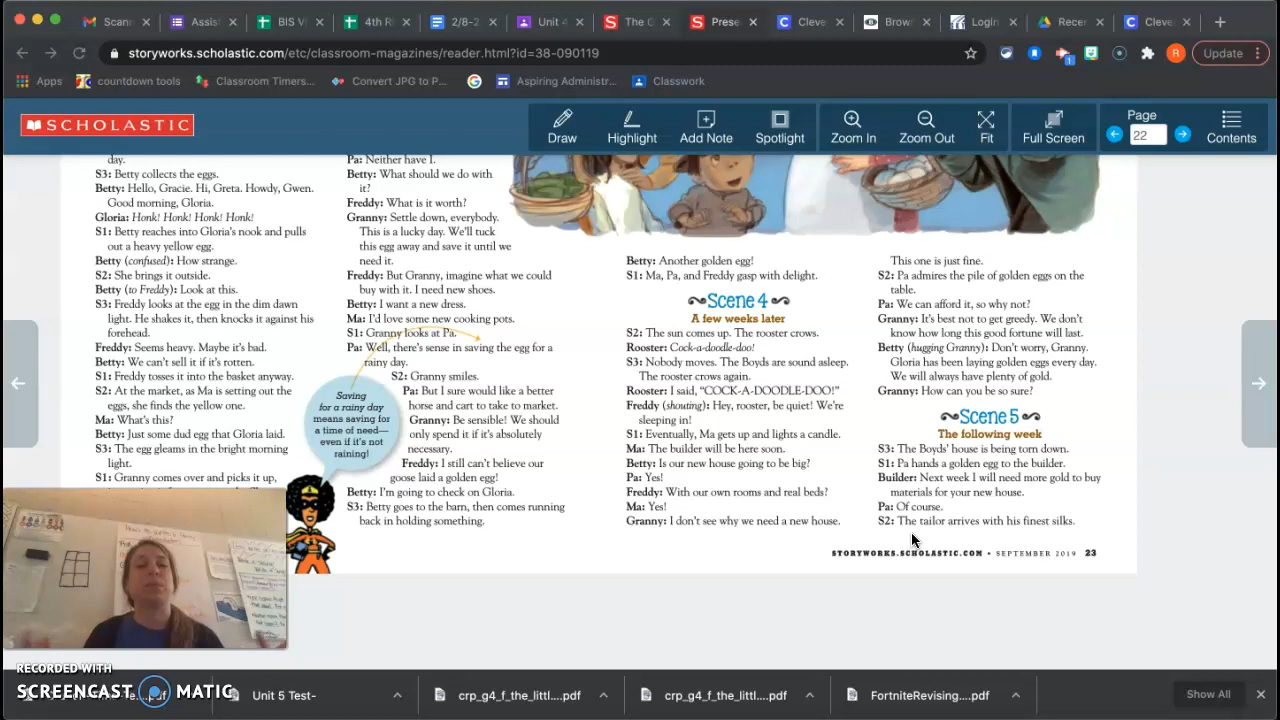 Scann
Assist
BIS Vi
4th R
2/8-2
Unit 4
The G
Prese
Cleve
Brow
Login
Recen
Cleve
storyworks.scholastic.com/etc/classroom-magazines/reader.html?id=38-090119
Update
Apps
countdown tools
Classroom Timers...
Convert JPG to P...
Aspiring Administr...
Classwork
SCHOLASTIC
Draw
Highlight
Add Note
Spotlight
Zoom In
Zoom Out
Fit
Full Screen
Page
22
Contents
day.
S3: Betty collects the eggs.
Betty: Hello, Gracie. Hi, Greta. Howdy, Gwen.
Good morning, Gloria.
Gloria: Honk! Honk! Honk! Honk!
S1: Betty reaches into Gloria's nook and pulls
out a heavy yellow egg.
Betty (confused): How strange.
S2: She brings it outside.
Betty (to Freddy): Look at this.
S3: Freddy looks at the egg in the dim dawn
light. He shakes it, then knocks it against his
forehead.
Freddy: Seems heavy. Maybe it's bad.
Betty: We can't sell it if it's rotten.
S1: Freddy tosses it into the basket anyway.
S2: At the market, as Ma is setting out the
eggs, she finds the yellow one.
Ma: What's this?
Betty: Just some dud egg that Gloria laid.
S3: The egg gleams in the bright morning
light.
S1: Granny comes over and picks it up,
Pa: Neither have I.
Betty: What should we do with
it?
Freddy: What is it worth?
Granny: Settle down, everybody.
This is a lucky day. We'll tuck
this egg away and save it until we
need it.
Freddy: But Granny, imagine what we could
buy with it. I need new shoes.
Betty: I want a new dress.
Ma: I'd love some new cooking pots.
S1: Granny looks at Pa.
Pa: Well, there's sense in saving the egg for a
rainy day.
S2: Granny smiles.
Pa: But I sure would like a better
horse and cart to take to market.
Granny: Be sensible! We should
only spend it if it's absolutely
necessary.
Freddy: I still can't believe our
goose laid a golden egg!
Betty: I'm going to check on Gloria.
S3: Betty goes to the barn, then comes running
back in holding something.
Saving
for a rainy day
means saving for
a time of need—
even if it's not
raining!
Betty: Another golden egg!
S1: Ma, Pa, and Freddy gasp with delight.
Scene 4
A few weeks later
S2: The sun comes up. The rooster crows.
Rooster: Cock-a-doodle-doo!
S3: Nobody moves. The Boyds are sound asleep.
The rooster crows again.
Rooster: I said, "COCK-A-DOODLE-DOO!"
Freddy (shouting): Hey, rooster, be quiet! We're
sleeping in!
S1: Eventually, Ma gets up and lights a candle.
Ma: The builder will be here soon.
Betty: Is our new house going to be big?
Pa: Yes!
Freddy: With our own rooms and real beds?
Ma: Yes!
Granny: I don't see why we need a new house.
This one is just fine.
S2: Pa admires the pile of golden eggs on the
table.
Pa: We can afford it, so why not?
Granny: It's best not to get greedy. We don't
know how long this good fortune will last.
Betty (hugging Granny): Don't worry, Granny.
Gloria has been laying golden eggs every day.
We will always have plenty of gold.
Granny: How can you be so sure?
Scene 5
The following week
S3: The Boyds' house is being torn down.
S1: Pa hands a golden egg to the builder.
Builder: Next week I will need more gold to buy
materials for your new house.
Pa: Of course.
S2: The tailor arrives with his finest silks.
STORYWORKS.SCHOLASTIC.COM • SEPTEMBER 2019 23
RECORDED WITH
SCREENCAST MATIC
Unit 5 Test-
crp_g4_f_the_littl....pdf
crp_g4_f_the_littl....pdf
FortniteRevising....pdf
Show All